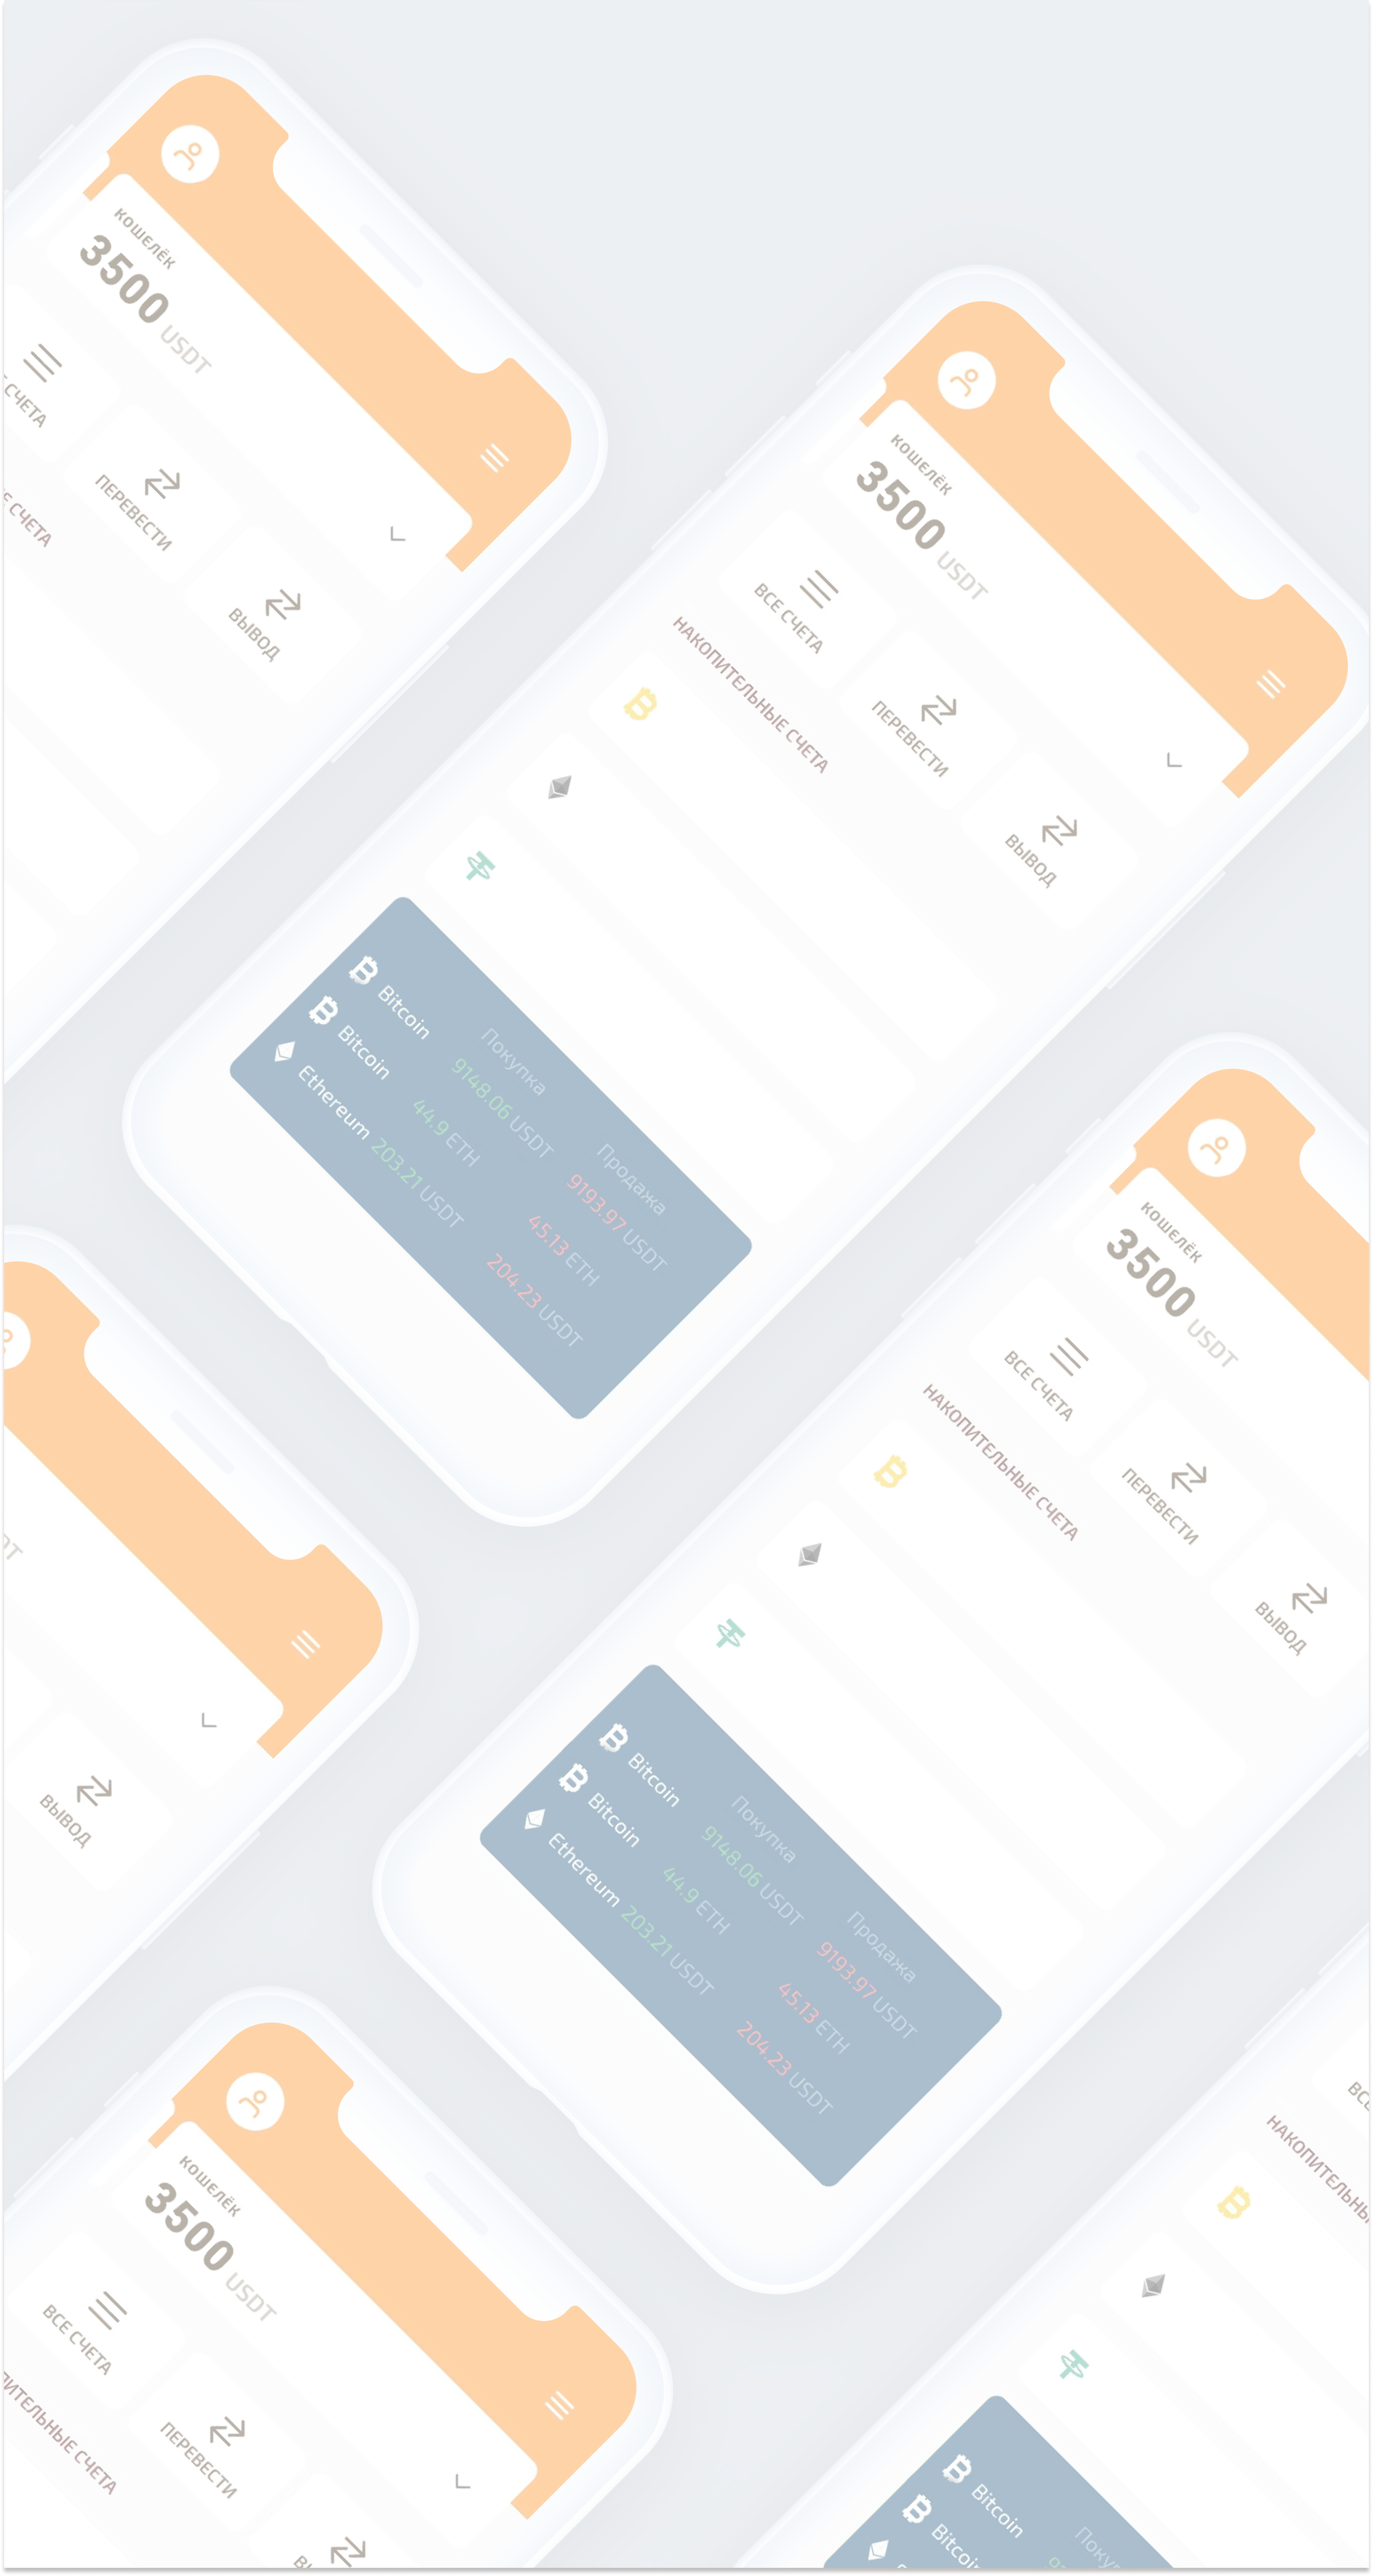 кошелёк
3500 USDT
СЧЕТА
ПЕРЕВЕСТИ
ВЫВОД
Е СЧЕТА
кошелёк
3500 USDT
ВСЕ СЧЕТА
ПЕРЕВЕСТИ
ВЫВОД
НАКОПИТЕЛЬНЫЕ СЧЕТА
Покупка Продажа
Bitcoin 9148.06 USDT 9193.97 USDT
Bitcoin 44.9 ETH 45.13 ETH
Ethereum 203.21 USDT 204.23 USDT
кошелёк
3500 USDT
ВСЕ СЧЕТА
ПЕРЕВЕСТИ
ВЫВОД
НАКОПИТЕЛЬНЫЕ СЧЕТА
Покупка Продажа
Bitcoin 9148.06 USDT 9193.97 USDT
Bitcoin 44.9 ETH 45.13 ETH
Ethereum 203.21 USDT 204.23 USDT
ВЫВОД
кошелёк
3500 USDT
ВСЕ СЧЕТА
ПЕРЕВЕСТИ
ПИТЕЛЬНЫЕ СЧЕТА
НАКОПИТЕЛЬНЫ
Bitcoin
Bitcoin